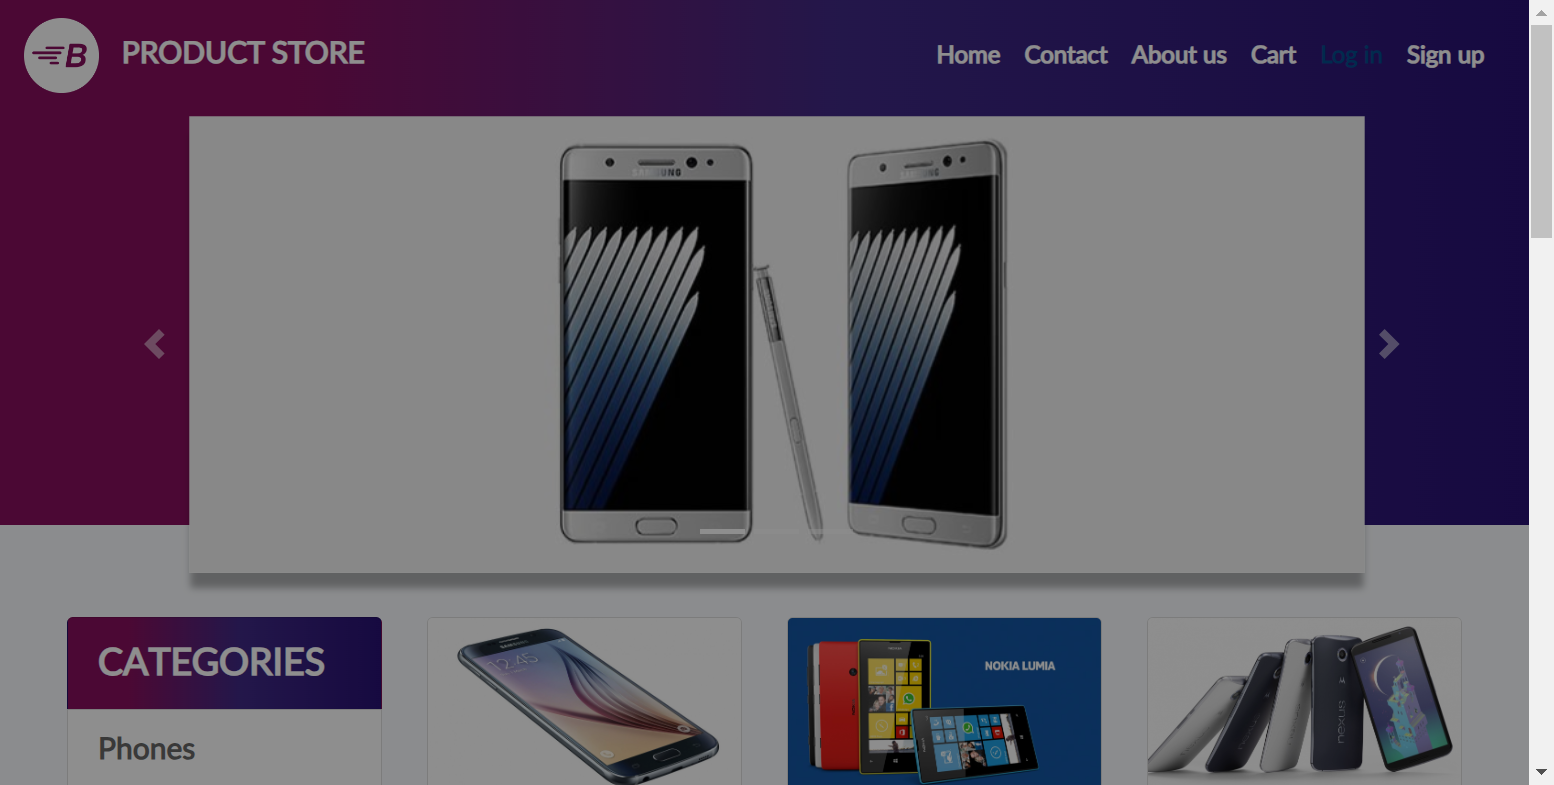 B PRODUCT STORE
Home Contact About us Cart Log in Sign up
SAMSUNG SAMSUNG
CATEGORIES
Phones
SAMSUNG
12:45
NOKIA LUMIA
nexus